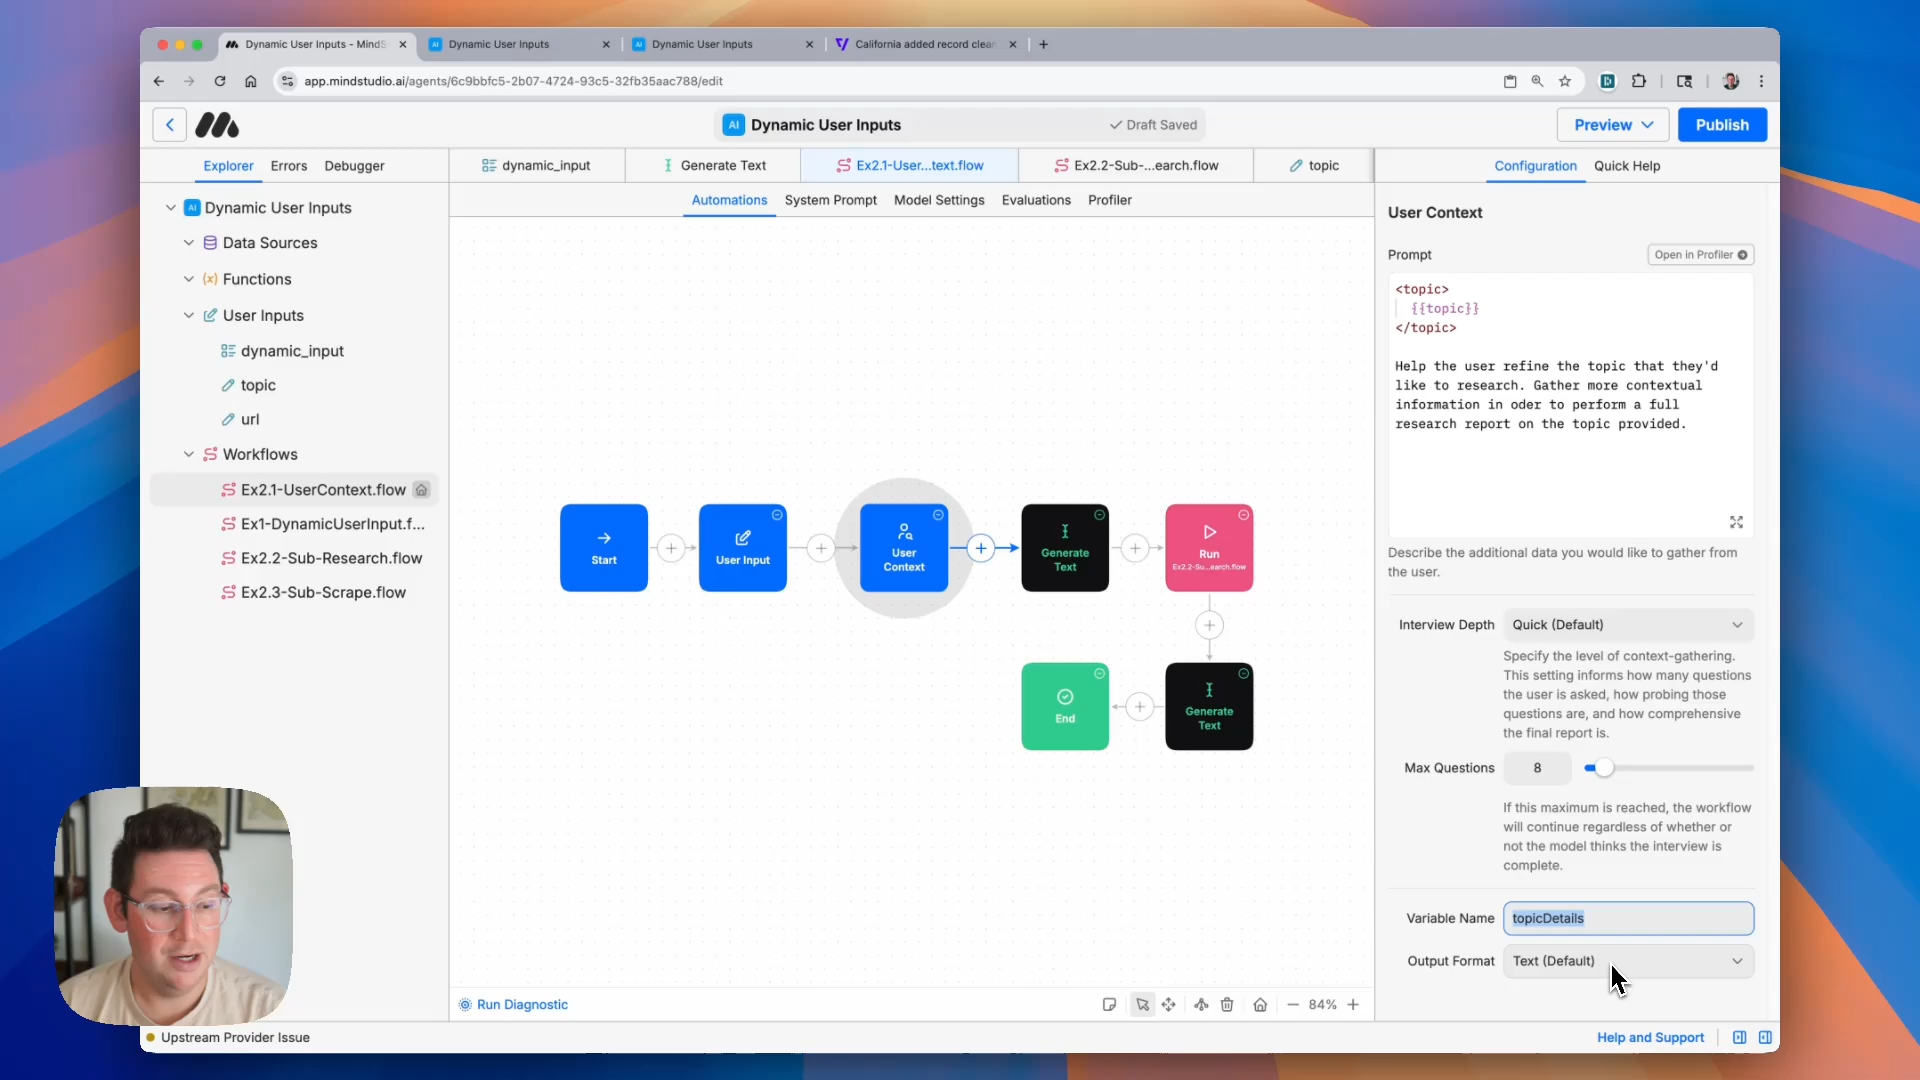 Dynamic User Inputs - MindS
Dynamic User Inputs
Dynamic User Inputs
California added record clean
app.mindstudio.ai/agents/6c9bbfc5-2b07-4724-93c5-32fb35aac788/edit
AI Dynamic User Inputs
Draft Saved
Preview
Publish
Explorer
Errors
Debugger
dynamic_input
Generate Text
Ex2.1-User...text.flow
Ex2.2-Sub-...earch.flow
topic
Configuration
Quick Help
Automations
System Prompt
Model Settings
Evaluations
Profiler
AI Dynamic User Inputs
Data Sources
Functions
User Inputs
dynamic_input
topic
url
Workflows
Ex2.1-UserContext.flow
Ex1-DynamicUserInput.f...
Ex2.2-Sub-Research.flow
Ex2.3-Sub-Scrape.flow
Start
User Input
User
Context
Generate
Text
Run
Ex2.2-Su...earch.flow
End
Generate
Text
User Context
Prompt
Open in Profiler
<topic>
{{topic}}
</topic>
Help the user refine the topic that they'd
like to research. Gather more contextual
information in oder to perform a full
research report on the topic provided.
Describe the additional data you would like to gather from
the user.
Interview Depth
Quick (Default)
Specify the level of context-gathering.
This setting informs how many questions
the user is asked, how probing those
questions are, and how comprehensive
the final report is.
Max Questions
8
If this maximum is reached, the workflow
will continue regardless of whether or
not the model thinks the interview is
complete.
Variable Name
topicDetails
Output Format
Text (Default)
Run Diagnostic
84%
Upstream Provider Issue
Help and Support